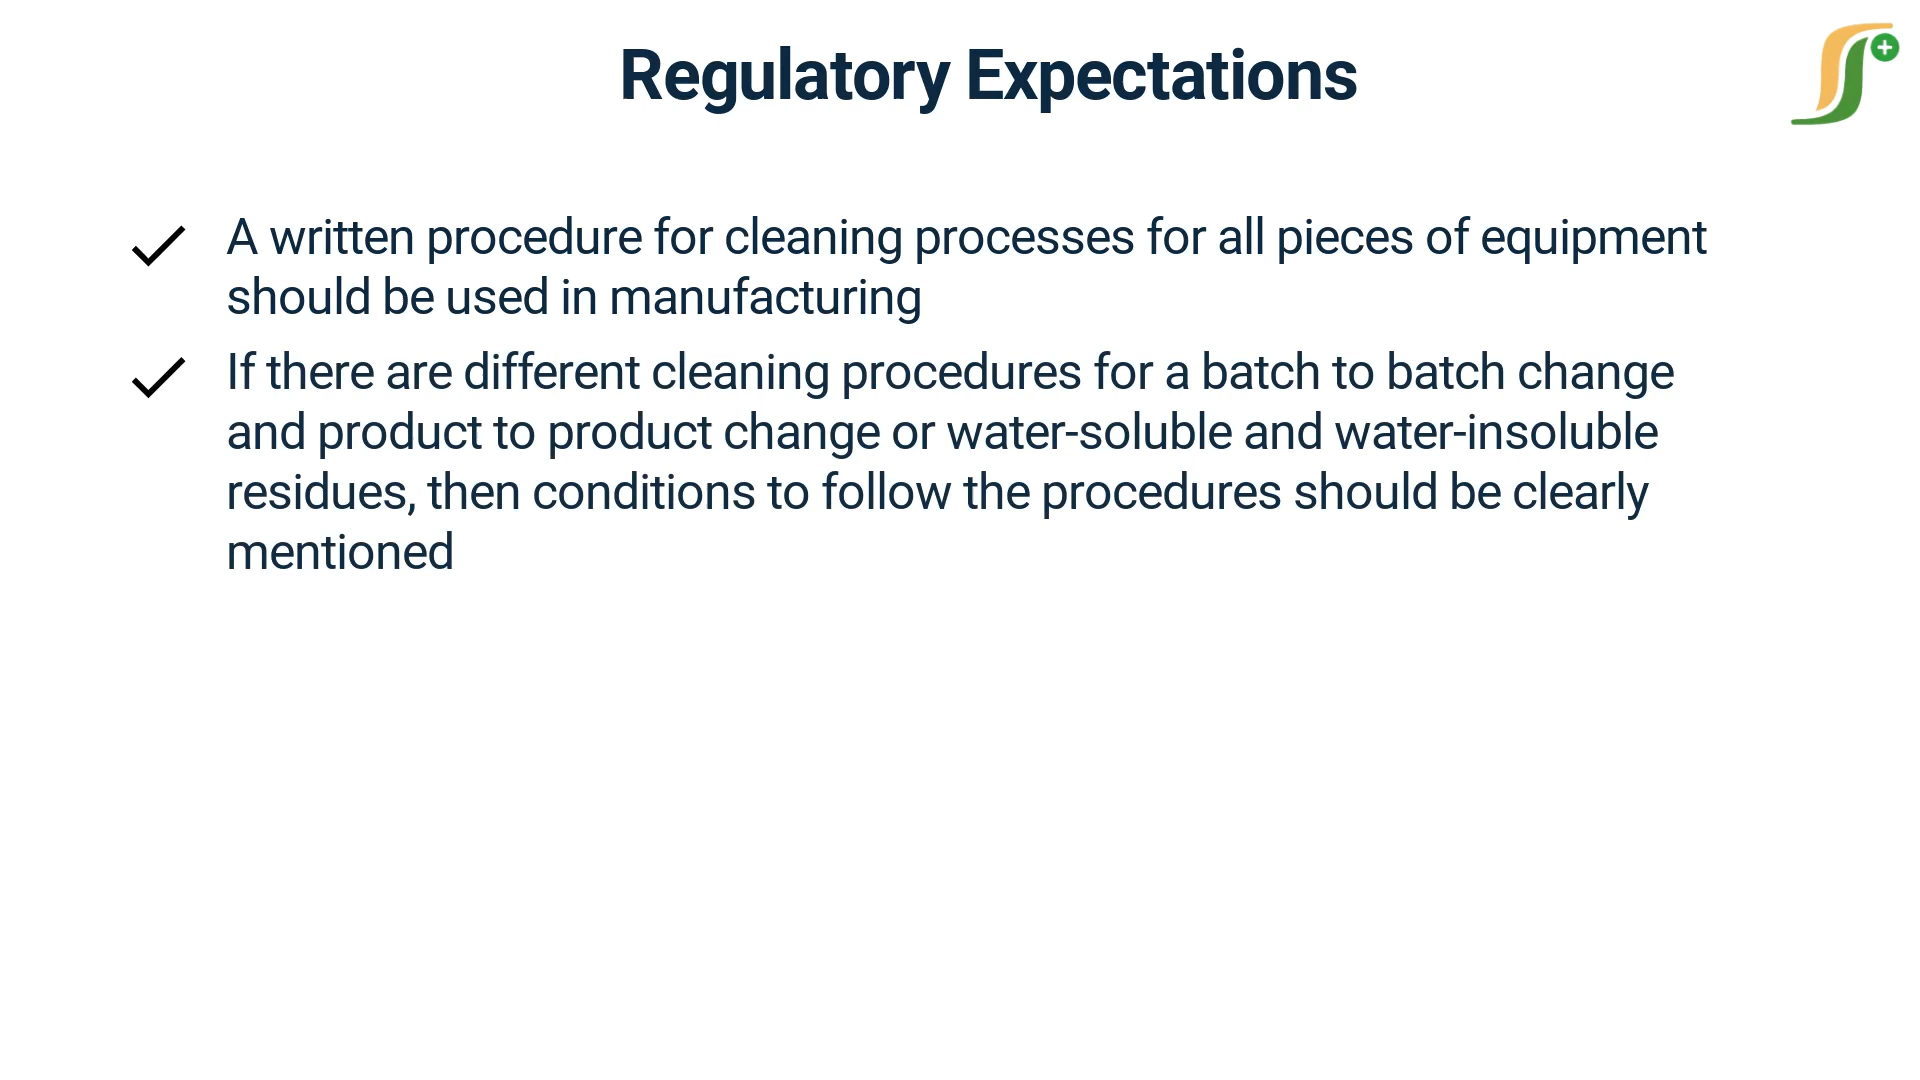 Regulatory Expectations
A written procedure for cleaning processes for all pieces of equipment
should be used in manufacturing
If there are different cleaning procedures for a batch to batch change
and product to product change or water-soluble and water-insoluble
residues, then conditions to follow the procedures should be clearly
mentioned